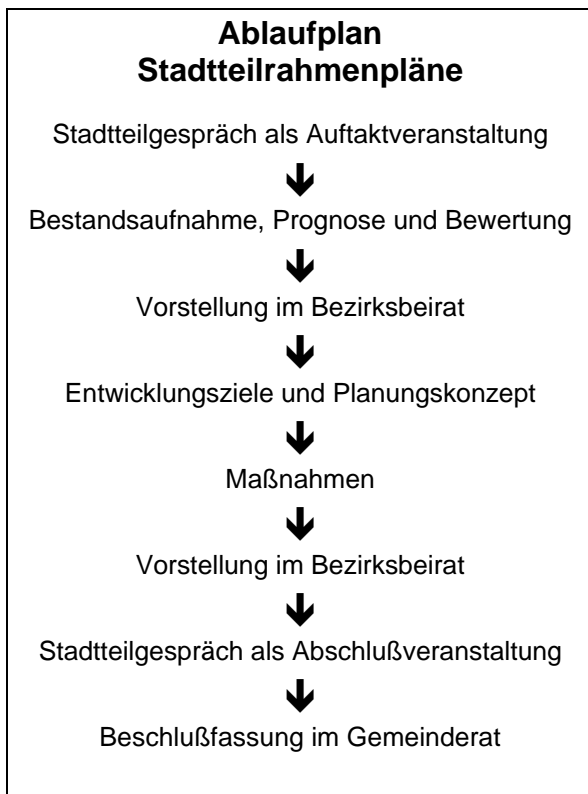 Ablaufplan
Stadtteilrahmenpläne
Stadtteilgespräch als Auftaktveranstaltung
Bestandsaufnahme, Prognose und Bewertung
Vorstellung im Bezirksbeirat
Entwicklungsziele und Planungskonzept
Maßnahmen
Vorstellung im Bezirksbeirat
Stadtteilgespräch als Abschlußveranstaltung
Beschlußfassung im Gemeinderat